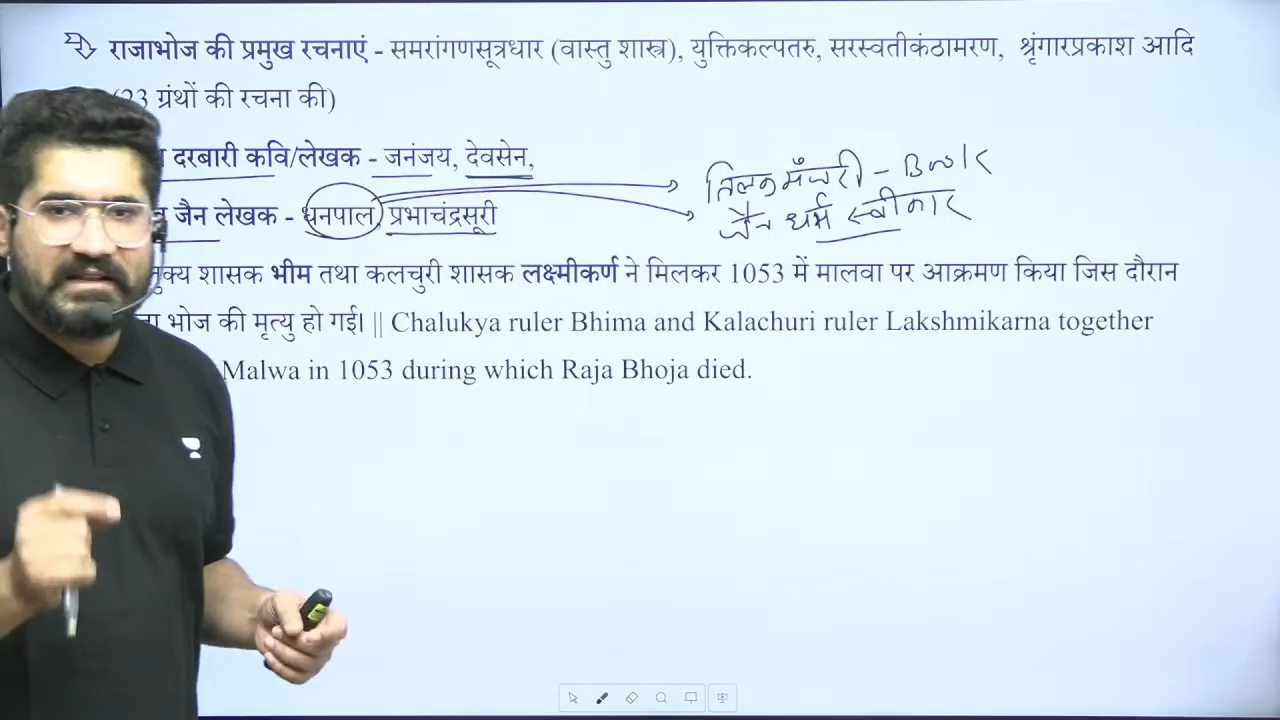 राजाभोज की प्रमुख रचनाएं - समरांगणसूत्रधार (वास्तु शास्त्र), युक्तिकल्पतरु, सरस्वतीकंठामरण, श्रृंगारप्रकाश आदि
ग्रंथों की रचना की)
दरबारी कवि/लेखक - जनंजय, देवसेन,
तिलक मँजरी - Book
जैन लेखक - धनपाल, प्रभाचंद्रसूरी
जैन धर्म स्वीकार
शासक भीम तथा कलचुरी शासक लक्ष्मीकर्ण ने मिलकर 1053 में मालवा पर आक्रमण किया जिस दौरान
भोज की मृत्यु हो गई। || Chalukya ruler Bhima and Kalachuri ruler Lakshmikarna together
Malwa in 1053 during which Raja Bhoja died.